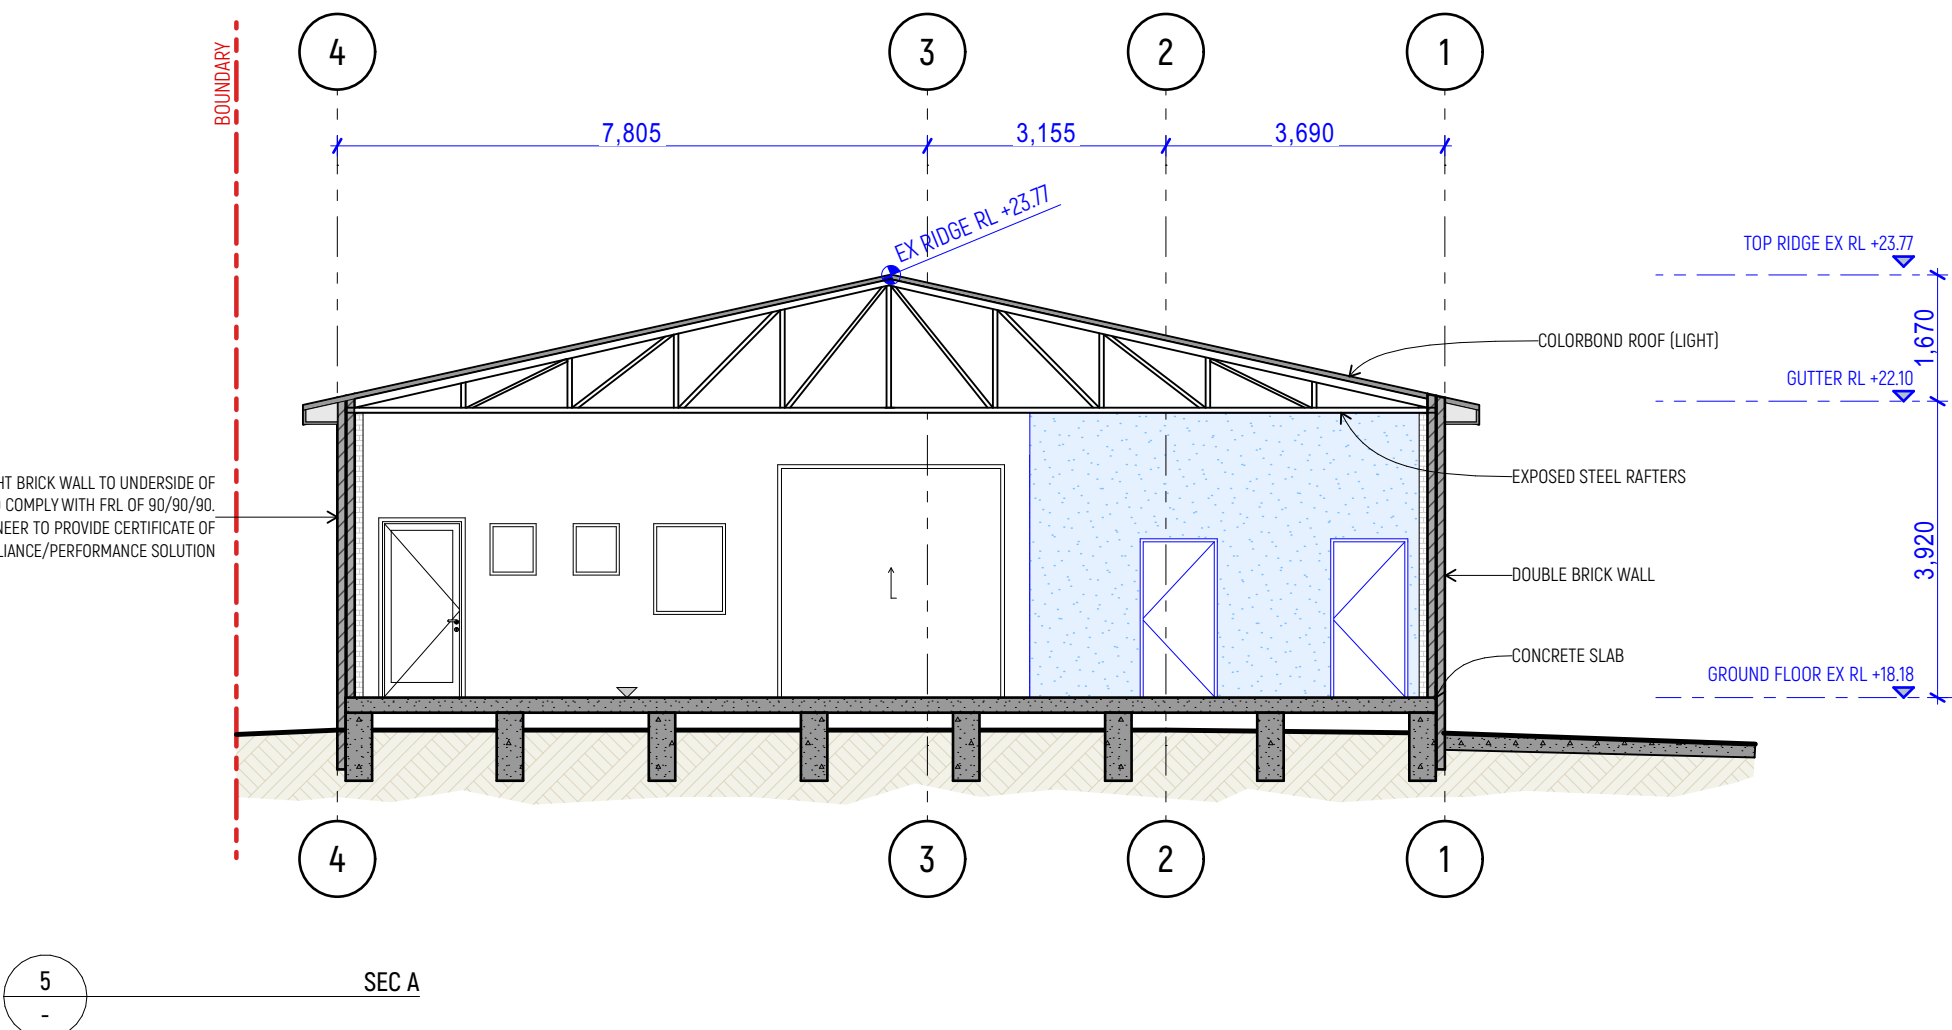 4
3
2
1
BOUNDARY
7,805
3,155
3,690
EX RIDGE RL +23.77
TOP RIDGE EX RL +23.77
1,670
COLORBOND ROOF (LIGHT)
GUTTER RL +22.10
EXPOSED STEEL RAFTERS
BRICK WALL TO UNDERSIDE OF
COMPLY WITH FRL OF 90/90/90.
TO PROVIDE CERTIFICATE OF
/PERFORMANCE SOLUTION
3,920
DOUBLE BRICK WALL
CONCRETE SLAB
GROUND FLOOR EX RL +18.18
4
3
2
1
5
SEC A
-